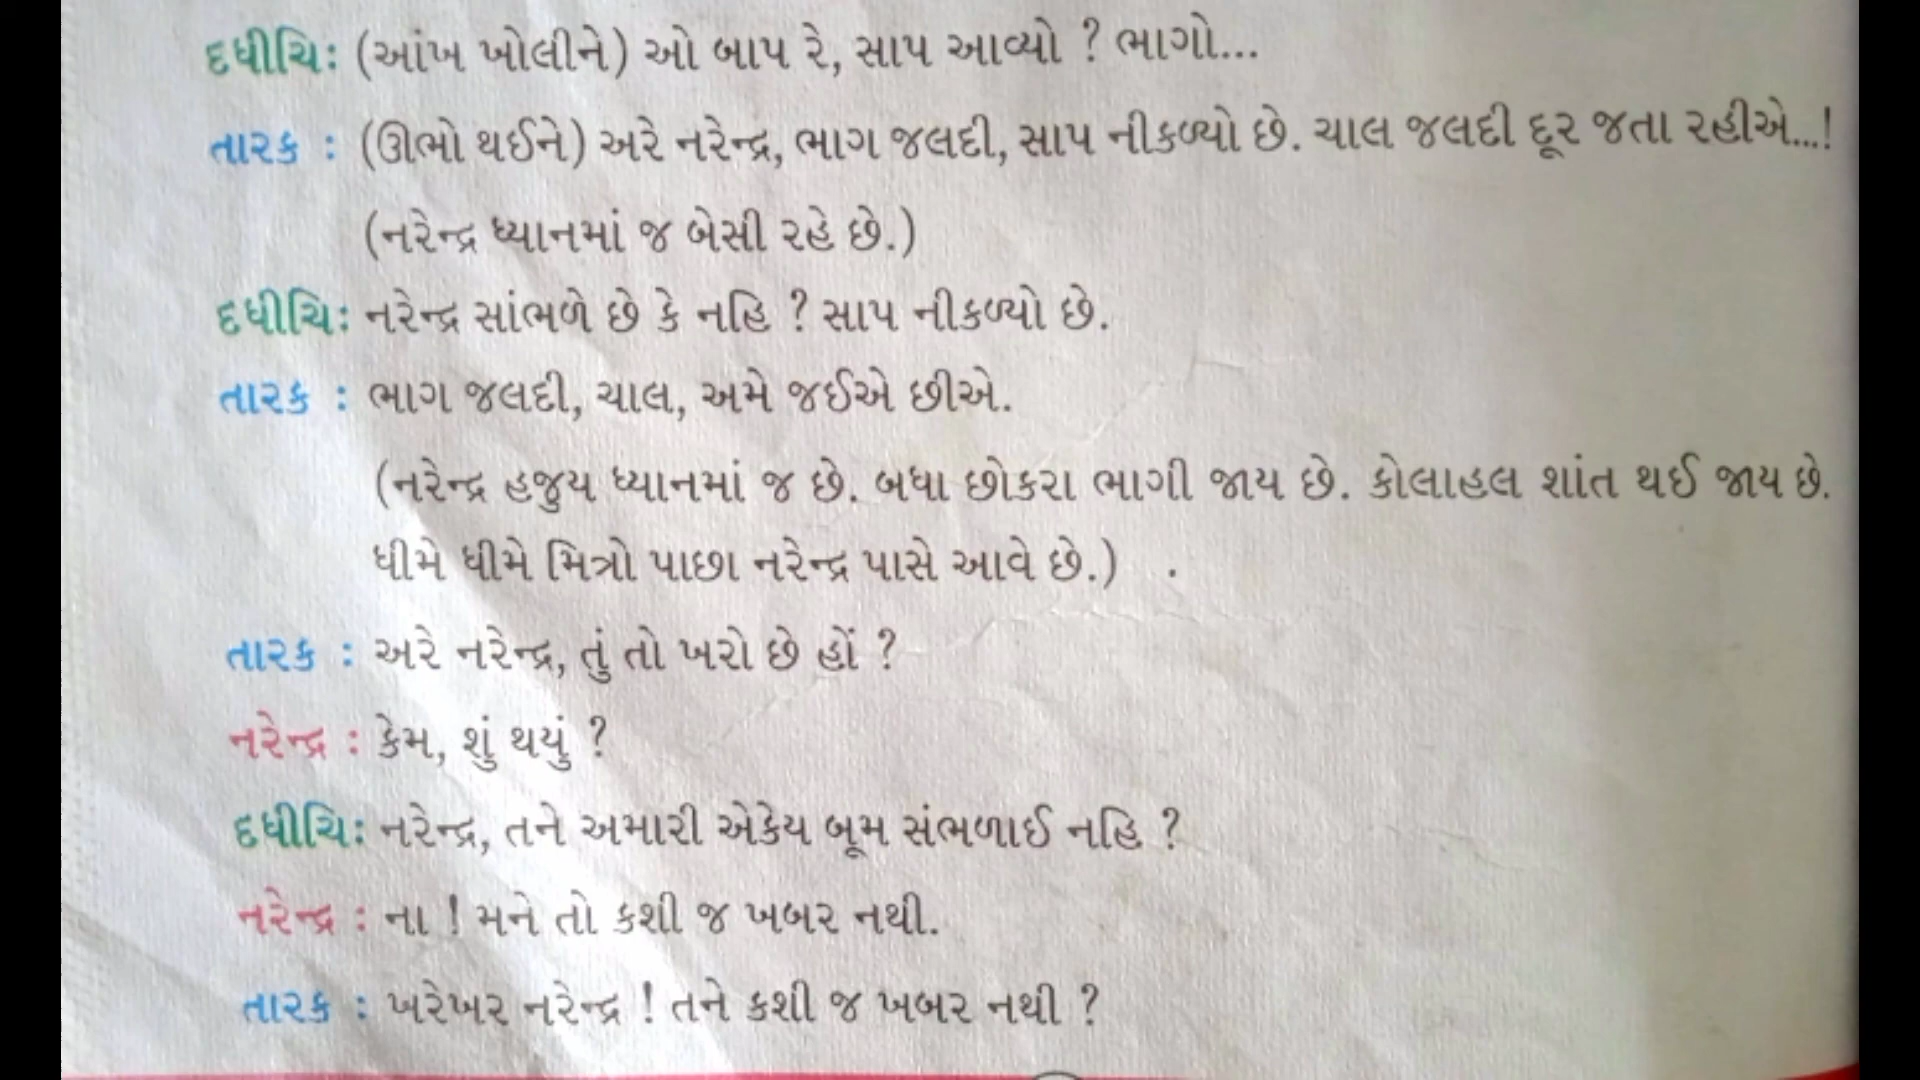 દધીચિઃ (આંખ ખોલીને) ઓ બાપ રે, સાપ આવ્યો ? ભાગો...
તારક : (ઊભો થઈને) અરે નરેન્દ્ર, ભાગ જલદી, સાપ નીકળ્યો છે. ચાલ જલદી દૂર જતા રહીએ...!
(નરેન્દ્ર ધ્યાનમાં જ બેસી રહે છે.)
દધીચિઃ નરેન્દ્ર સાંભળે છે કે નહિ ? સાપ નીકળ્યો છે.
તારક : ભાગ જલદી, ચાલ, અમે જઈએ છીએ.
(નરેન્દ્ર હજુય ધ્યાનમાં જ છે. બધા છોકરા ભાગી જાય છે. કોલાહલ શાંત થઈ જાય છે.
ધીમે ધીમે મિત્રો પાછા નરેન્દ્ર પાસે આવે છે.)
તારક : અરે નરેન્દ્ર, તું તો ખરો છે હોં ?
નરેન્દ્ર : કેમ, શું થયું ?
દધીચિઃ નરેન્દ્ર, તને અમારી એકેય બૂમ સંભળાઈ નહિ ?
નરેન્દ્ર : ના ! મને તો કશી જ ખબર નથી.
તારક : ખરેખર નરેન્દ્ર ! તને કશી જ ખબર નથી ?